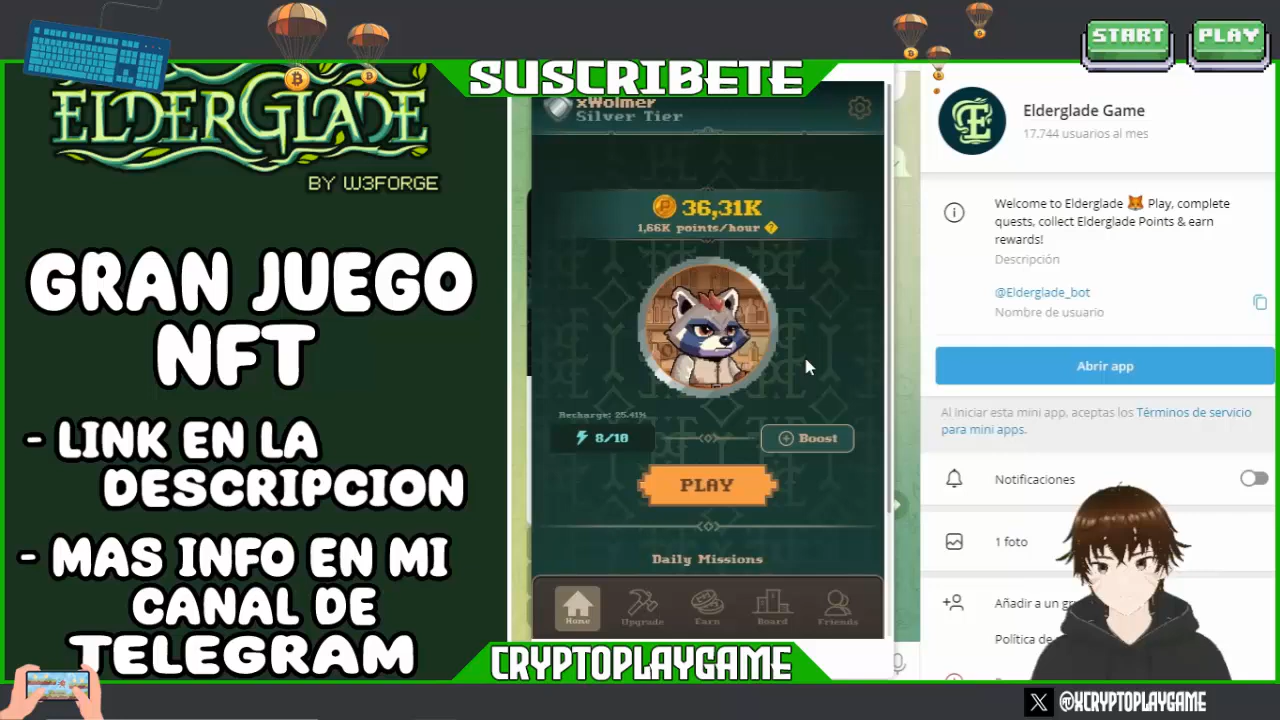 START
PLAY
SUSCRIBETE
ELDERGLADE
BY W3FORGE
GRAN JUEGO
NFT
- LINK EN LA
DESCRIPCION
- MAS INFO EN MI
CANAL DE
TELEGRAM
xWolmer
Silver Tier
36,31K
1,66K points/hour ?
Recharge: 25.41%
8/10
Boost
PLAY
Daily Missions
Home
Upgrade
Earn
Board
Friends
CRYPTOPLAYGAME
Elderglade Game
17.744 usuarios al mes
Welcome to Elderglade 🦊 Play, complete
quests, collect Elderglade Points & earn
rewards!
Descripción
@Elderglade_bot
Nombre de usuario
Abrir app
Al iniciar esta mini app, aceptas los Términos de servicio
para mini apps.
Notificaciones
1 foto
Añadir a un
Política de
X @XCRYPTOPLAYGAME